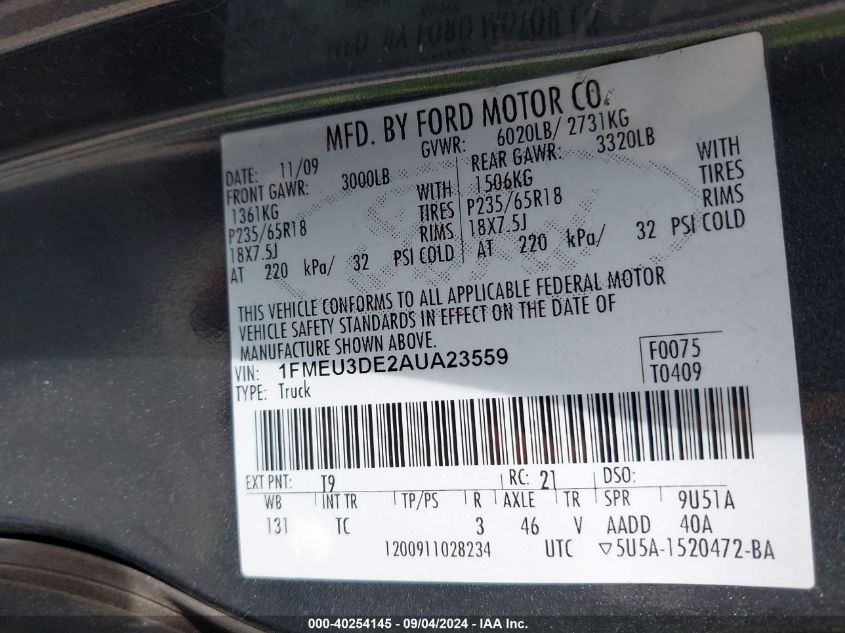 MFD. BY FORD MOTOR CO.
DATE: 11/09 GVWR: 6020LB/ 2731KG
FRONT GAWR: 3000LB REAR GAWR: 3320LB
1361KG WITH 1506KG WITH
P235/65R18 TIRES P235/65R18 TIRES
18X7.5J RIMS 18X7.5J RIMS
AT 220 kPa/ 32 PSI COLD AT 220 kPa/ 32 PSI COLD
THIS VEHICLE CONFORMS TO ALL APPLICABLE FEDERAL MOTOR
VEHICLE SAFETY STANDARDS IN EFFECT ON THE DATE OF
MANUFACTURE SHOWN ABOVE.
VIN: 1FMEU3DE2AUA23559 F0075
TYPE: Truck T0409
EXT PNT: T9 RC: 21 DSO:
WB INT TR TP/PS R AXLE TR SPR 9U51A
131 TC 3 46 V AADD 40A
1200911028234 UTC ▽5U5A-1520472-BA
000-40254145 - 09/04/2024 - IAA Inc.